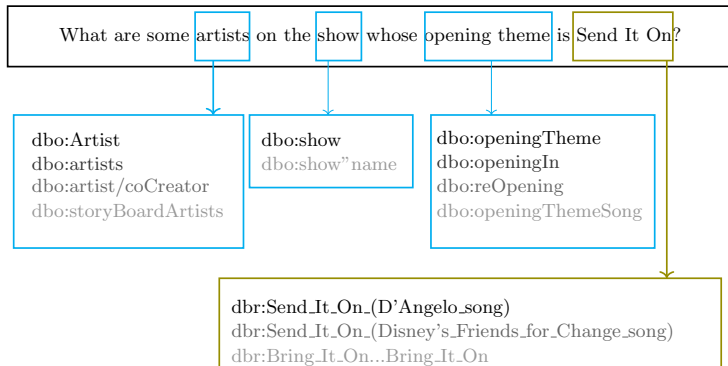 What are some artists on the show whose opening theme is Send It On?
dbo:Artist
dbo:artists
dbo:artist/coCreator
dbo:storyBoardArtists
dbo:show
dbo:show”name
dbo:openingTheme
dbo:openingIn
dbo:reOpening
dbo:openingThemeSong
dbr:Send_It_On_(D'Angelo_song)
dbr:Send_It_On_(Disney's_Friends_for_Change_song)
dbr:Bring_It_On...Bring_It_On